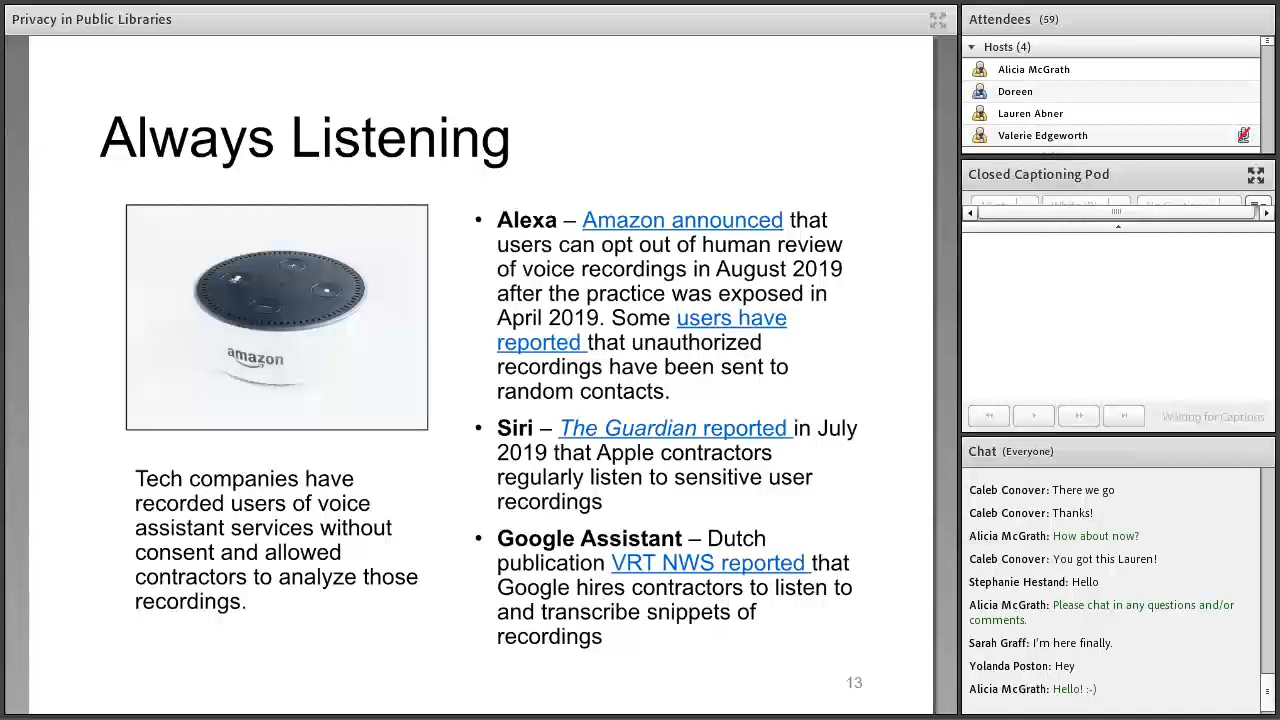 Privacy in Public Libraries
Always Listening
amazon
Tech companies have
recorded users of voice
assistant services without
consent and allowed
contractors to analyze those
recordings.
• Alexa – Amazon announced that
users can opt out of human review
of voice recordings in August 2019
after the practice was exposed in
April 2019. Some users have
reported that unauthorized
recordings have been sent to
random contacts.
• Siri – The Guardian reported in July
2019 that Apple contractors
regularly listen to sensitive user
recordings
• Google Assistant – Dutch
publication VRT NWS reported that
Google hires contractors to listen to
and transcribe snippets of
recordings
13
Attendees (59)
Hosts (4)
Alicia McGrath
Doreen
Lauren Abner
Valerie Edgeworth
Closed Captioning Pod
Waiting for Captions
Chat (Everyone)
Caleb Conover: There we go
Caleb Conover: Thanks!
Alicia McGrath: How about now?
Caleb Conover: You got this Lauren!
Stephanie Hestand: Hello
Alicia McGrath: Please chat in any questions and/or
comments.
Sarah Graff: I'm here finally.
Yolanda Poston: Hey
Alicia McGrath: Hello! :-)